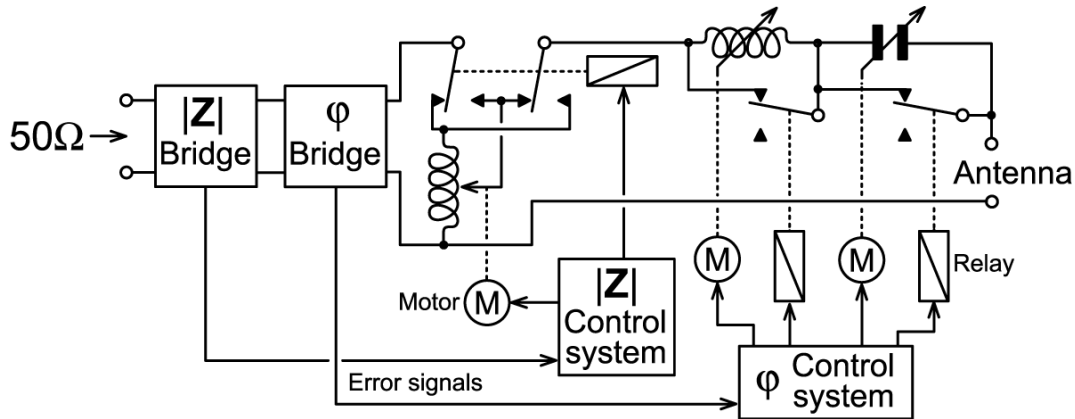 50Ω
|Z|
Bridge
φ
Bridge
Antenna
Motor
M
|Z|
Control
system
M
M
Relay
Error signals
φ Control
system